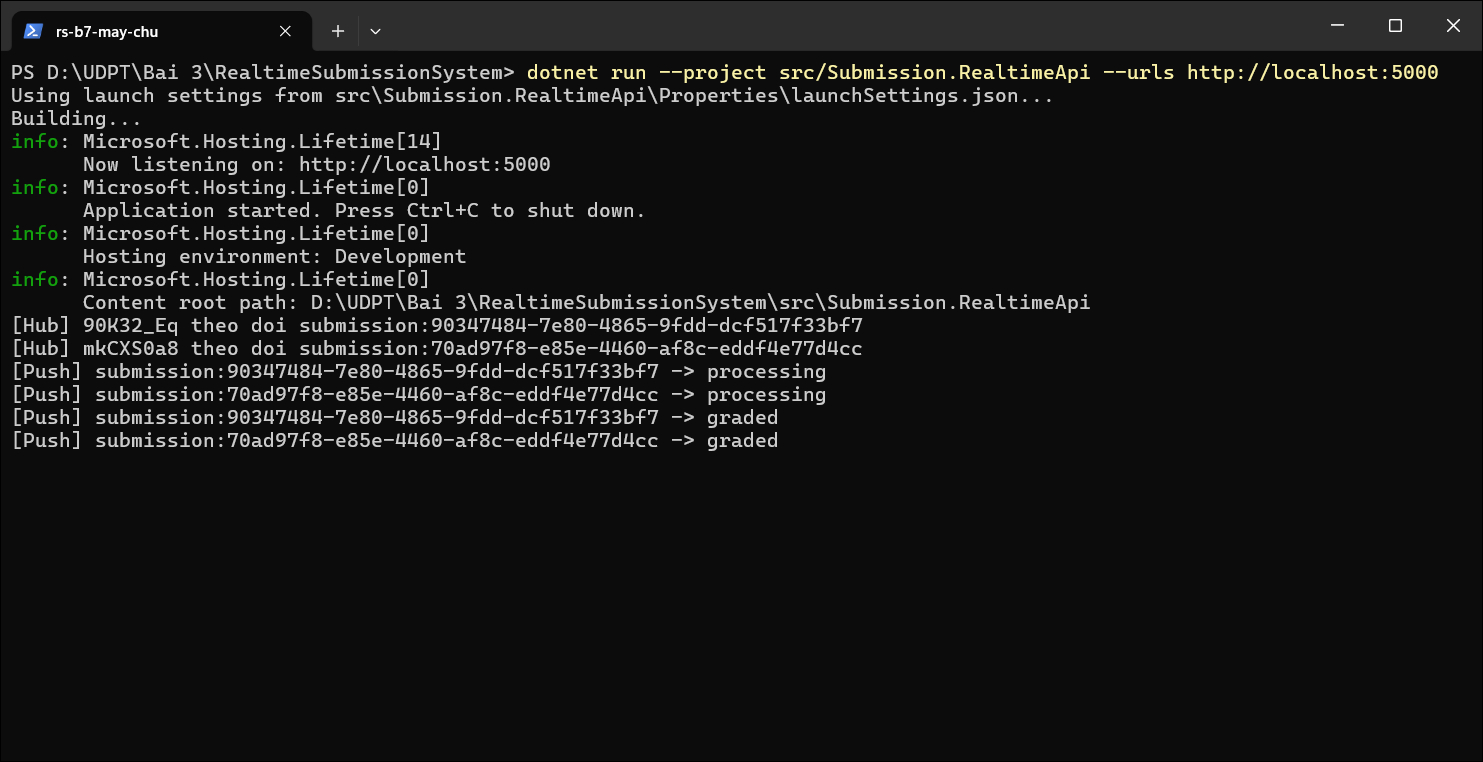 rs-b7-may-chu
PS D:\UDPT\Bai 3\RealtimeSubmissionSystem> dotnet run --project src/Submission.RealtimeApi --urls http://localhost:5000
Using launch settings from src\Submission.RealtimeApi\Properties\launchSettings.json...
Building...
info: Microsoft.Hosting.Lifetime[14]
      Now listening on: http://localhost:5000
info: Microsoft.Hosting.Lifetime[0]
      Application started. Press Ctrl+C to shut down.
info: Microsoft.Hosting.Lifetime[0]
      Hosting environment: Development
info: Microsoft.Hosting.Lifetime[0]
      Content root path: D:\UDPT\Bai 3\RealtimeSubmissionSystem\src\Submission.RealtimeApi
[Hub] 90K32_Eq theo doi submission:90347484-7e80-4865-9fdd-dcf517f33bf7
[Hub] mkCXS0a8 theo doi submission:70ad97f8-e85e-4460-af8c-eddf4e77d4cc
[Push] submission:90347484-7e80-4865-9fdd-dcf517f33bf7 -> processing
[Push] submission:70ad97f8-e85e-4460-af8c-eddf4e77d4cc -> processing
[Push] submission:90347484-7e80-4865-9fdd-dcf517f33bf7 -> graded
[Push] submission:70ad97f8-e85e-4460-af8c-eddf4e77d4cc -> graded